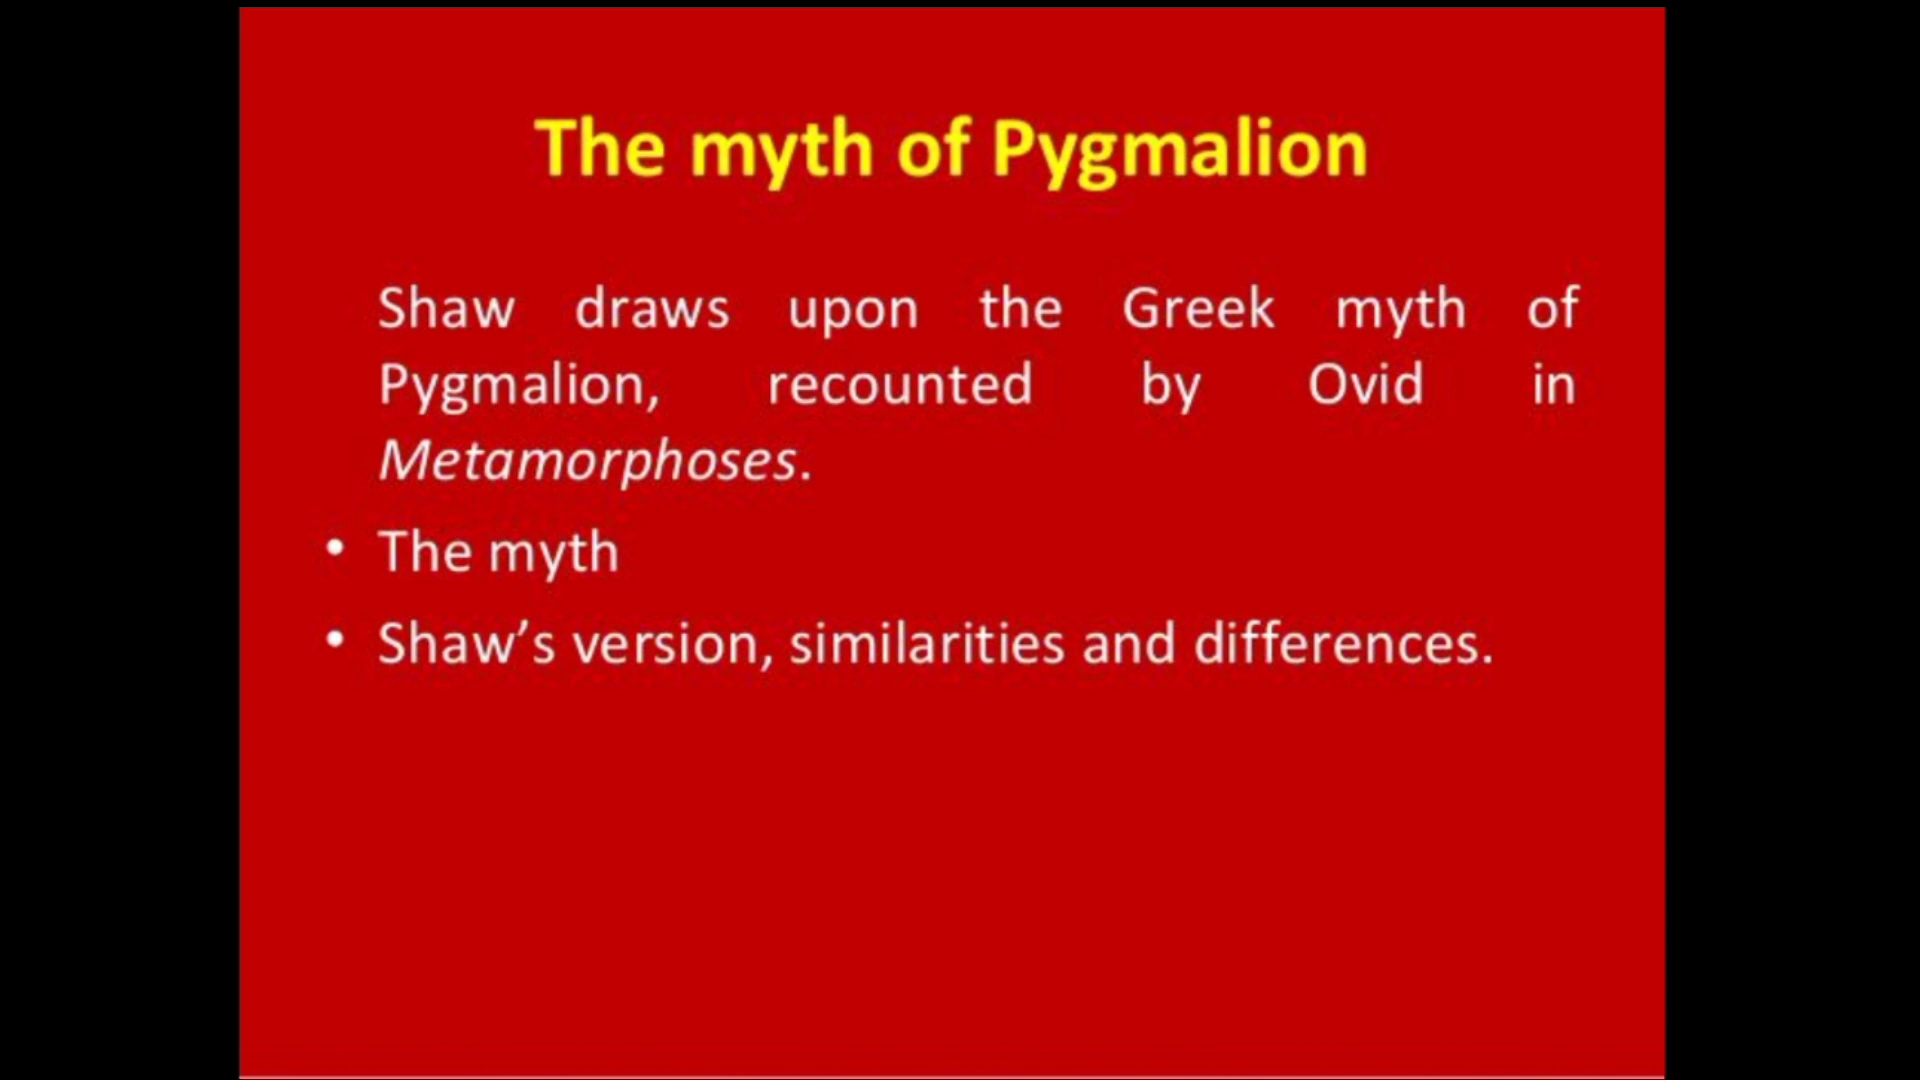 The myth of Pygmalion
Shaw draws upon the Greek myth of
Pygmalion, recounted by Ovid in
Metamorphoses.
• The myth
• Shaw’s version, similarities and differences.